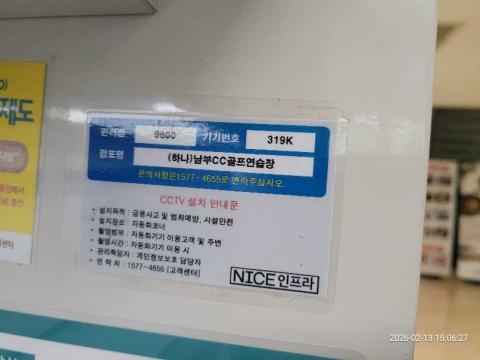 제도
관리점 9600 기기번호 319K
점포명 (하나)남부CC골프연습장
문의사항은1577-4655로 연락주십시오.
CCTV 설치 안내문
• 설치목적 : 금융사고 및 범죄예방, 시설안전
• 설치장소 : 자동화코너
• 촬영범위 : 자동화기기 이용고객 및 주변
• 촬영시간 : 자동화기기 이용 시
• 관리책임자 : 개인정보보호 담당자
• 연 락 처 : 1577-4655 [고객센터]
NICE인프라
센터
2026-02-13 15:06:27